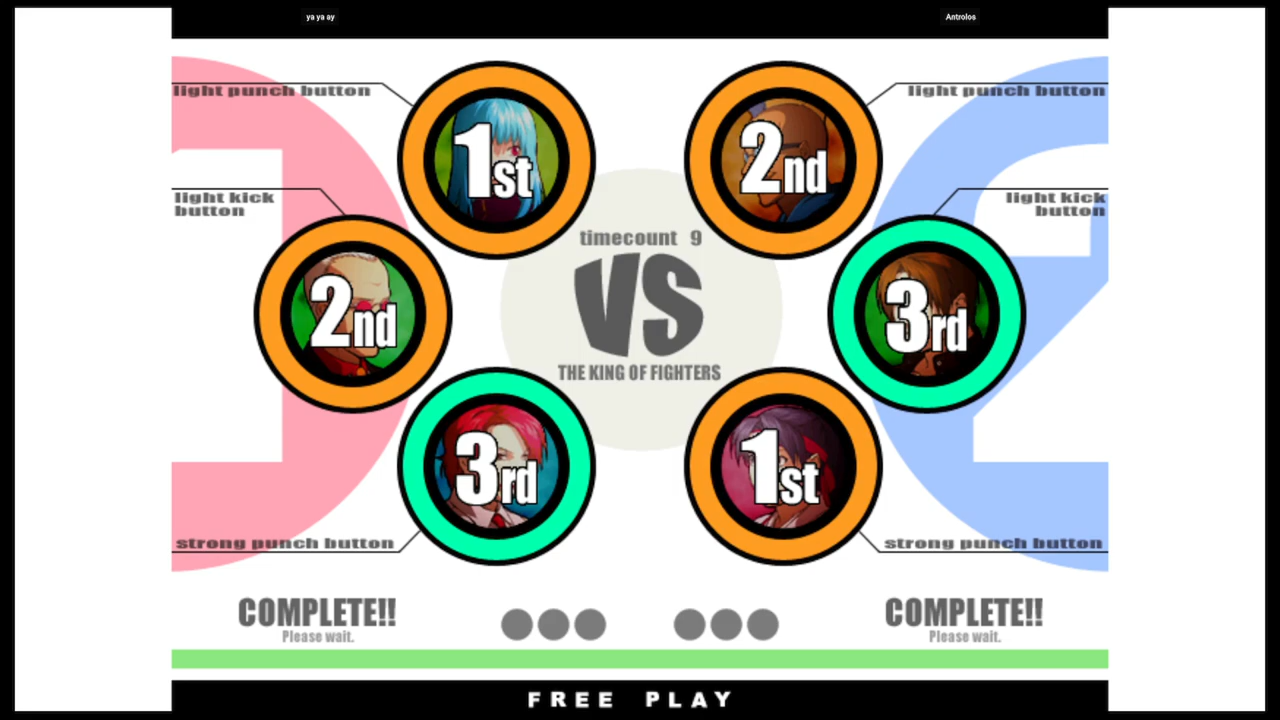 ya ya ay
Antrolos
light punch button
light punch button
1st
2nd
light kick
button
light kick
button
timecount 9
VS
THE KING OF FIGHTERS
2nd
3rd
3rd
1st
strong punch button
strong punch button
COMPLETE!!
Please wait.
COMPLETE!!
Please wait.
FREE PLAY